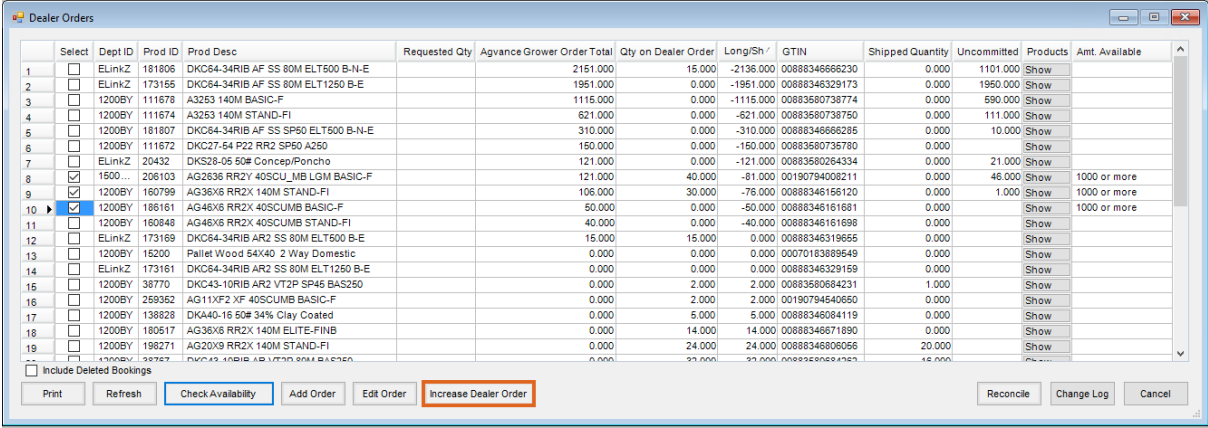 Dealer Orders
Select Dept ID Prod ID Prod Desc Requested Qty Agvance Grower Order Total Qty on Dealer Order Long/Sh GTIN Shipped Quantity Uncommitted Products Amt. Available
1 ELinkZ 181806 DKC64-34RIB AF SS 80M ELT500 B-N-E 2151.000 15.000 -2136.000 00888346666230 0.000 1101.000 Show
2 ELinkZ 173155 DKC64-34RIB AF SS 80M ELT1250 B-E 1951.000 0.000 -1951.000 00888346329173 0.000 1950.000 Show
3 1200BY 111678 A3253 140M BASIC-F 1115.000 0.000 -1115.000 00883580738774 0.000 590.000 Show
4 1200BY 111674 A3253 140M STAND-FI 621.000 0.000 -621.000 00883580738750 0.000 111.000 Show
5 1200BY 181807 DKC64-34RIB AF SS SP50 ELT500 B-N-E 310.000 0.000 -310.000 00888346666285 0.000 10.000 Show
6 1200BY 111672 DKC27-54 P22 RR2 SP50 A250 150.000 0.000 -150.000 00883580735780 0.000 Show
7 ELinkZ 20432 DKS28-05 50# Concep/Poncho 121.000 0.000 -121.000 00883580264334 0.000 21.000 Show
8 1500... 206103 AG2636 RR2Y 40SCU_MB LGM BASIC-F 121.000 40.000 -81.000 00190794008211 0.000 46.000 Show 1000 or more
9 1200BY 160799 AG36X6 RR2X 140M STAND-FI 106.000 30.000 -76.000 00888346156120 0.000 1.000 Show 1000 or more
10 1200BY 186161 AG46X6 RR2X 40SCUMB BASIC-F 50.000 0.000 -50.000 00888346161681 0.000 Show 1000 or more
11 1200BY 160848 AG46X6 RR2X 40SCUMB STAND-FI 40.000 0.000 -40.000 00888346161698 0.000 Show
12 ELinkZ 173169 DKC64-34RIB AR2 SS 80M ELT500 B-E 15.000 15.000 0.000 00888346319655 0.000 Show
13 1200BY 15200 Pallet Wood 54X40 2 Way Domestic 0.000 0.000 0.000 00070183889549 0.000 Show
14 ELinkZ 173161 DKC64-34RIB AR2 SS 80M ELT1250 B-E 0.000 0.000 0.000 00888346329159 0.000 Show
15 1200BY 38770 DKC43-10RIB AR2 VT2P SP45 BAS250 0.000 2.000 2.000 00883580684231 1.000 Show
16 1200BY 259352 AG11XF2 XF 40SCUMB BASIC-F 0.000 2.000 2.000 00190794540650 0.000 Show
17 1200BY 138828 DKA40-16 50# 34% Clay Coated 0.000 5.000 5.000 00888346084119 0.000 Show
18 1200BY 180517 AG36X6 RR2X 140M ELITE-FINB 0.000 14.000 14.000 00888346671890 0.000 Show
19 1200BY 198271 AG20X9 RR2X 140M STAND-FI 0.000 24.000 24.000 00888346806056 20.000 Show
1200BY 38767 DKC43-10RIB AR VT2P 80M BAS250 0.000 32.000 32.000 00883580684262 15.000 Show
Include Deleted Bookings
Print Refresh Check Availability Add Order Edit Order Increase Dealer Order Reconcile Change Log Cancel